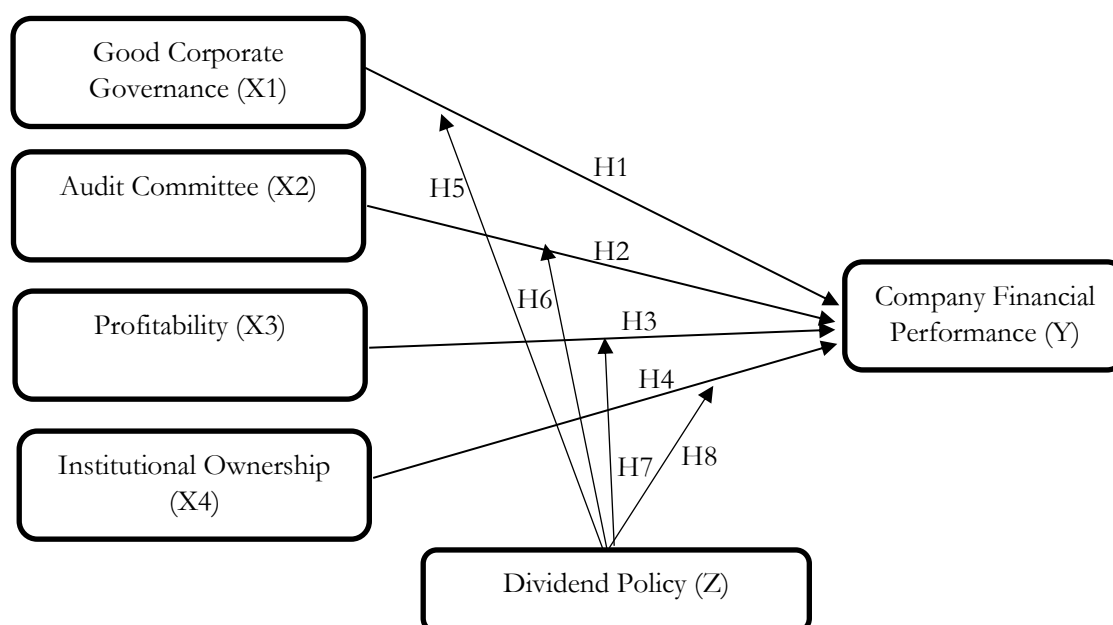 Good Corporate
Governance (X1)
Audit Committee (X2)
Profitability (X3)
Institutional Ownership
(X4)
H1
H5
H2
H6
H3
H4
H7
H8
Company Financial
Performance (Y)
Dividend Policy (Z)